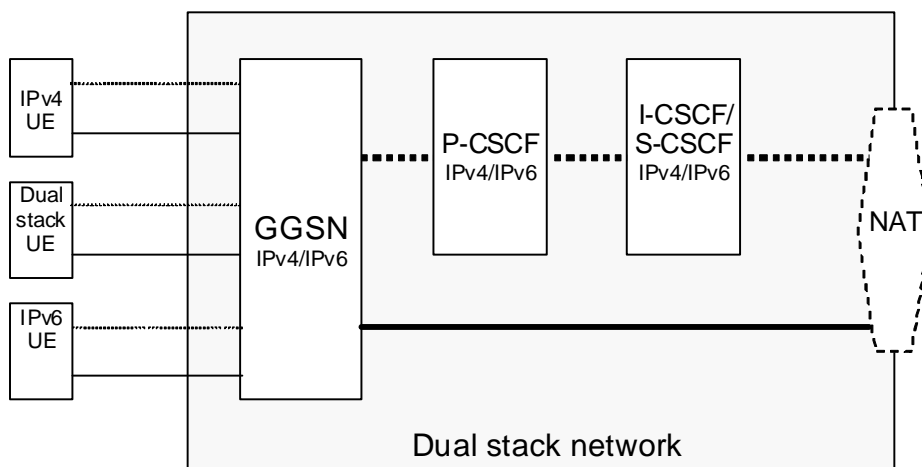 IPv4
UE
Dual
stack
UE
IPv6
UE
GGSN
IPv4/IPv6
P-CSCF
IPv4/IPv6
I-CSCF/
S-CSCF
IPv4/IPv6
NAT
Dual stack network